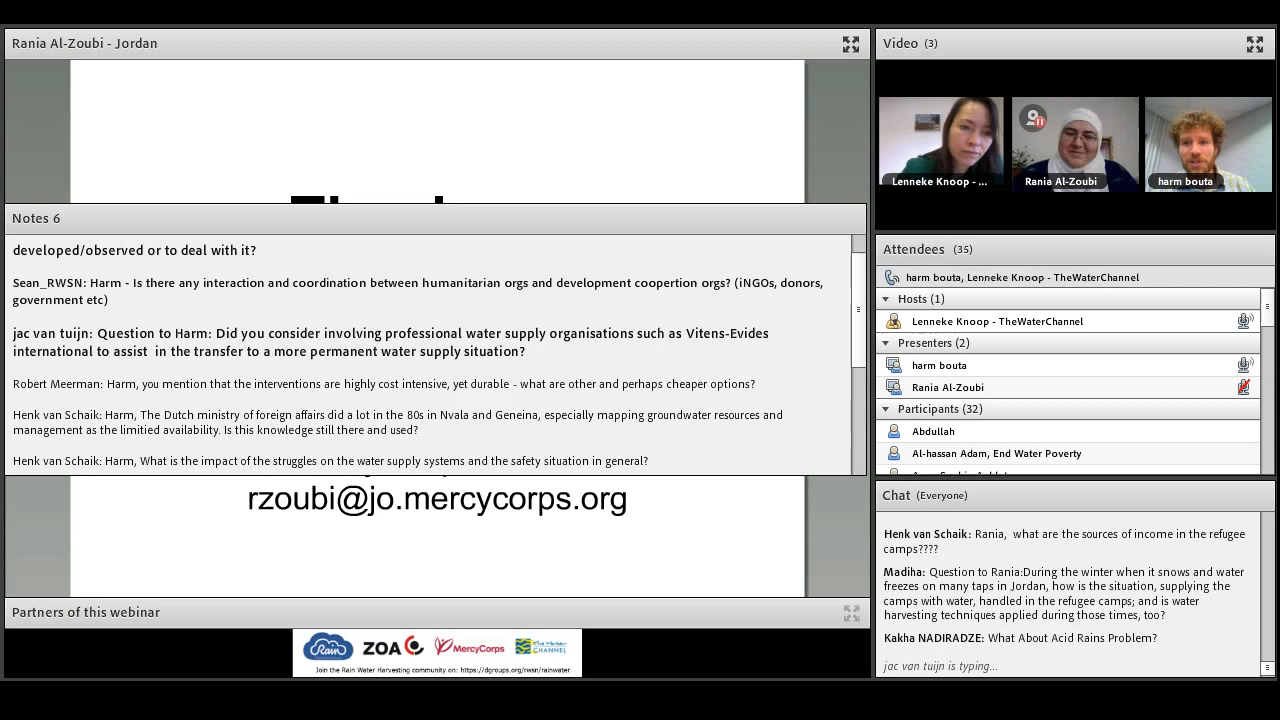 Rania Al-Zoubi - Jordan
Notes 6
developed/observed or to deal with it?
Sean_RWSN: Harm - Is there any interaction and coordination between humanitarian orgs and development coopertion orgs? (iNGOs, donors,
government etc)
jac van tuijn: Question to Harm: Did you consider involving professional water supply organisations such as Vitens-Evides
international to assist in the transfer to a more permanent water supply situation?
Robert Meerman: Harm, you mention that the interventions are highly cost intensive, yet durable - what are other and perhaps cheaper options?
Henk van Schaik: Harm, The Dutch ministry of foreign affairs did a lot in the 80s in Nvala and Geneina, especially mapping groundwater resources and
management as the limitied availability. Is this knowledge still there and used?
Henk van Schaik: Harm, What is the impact of the struggles on the water supply systems and the safety situation in general?
rzoubi@jo.mercycorps.org
Partners of this webinar
Rain
ZOA
MercyCorps
CHANNEL
Join the Rain Water Harvesting community on: https://dgroups.org/rwsn/rainwater
Video (3)
Lenneke Knoop - ...
Rania Al-Zoubi
harm bouta
Attendees (35)
harm bouta, Lenneke Knoop - TheWaterChannel
Hosts (1)
Lenneke Knoop - TheWaterChannel
Presenters (2)
harm bouta
Rania Al-Zoubi
Participants (32)
Abdullah
Al-hassan Adam, End Water Poverty
Chat (Everyone)
Henk van Schaik: Rania, what are the sources of income in the refugee
camps????
Madiha: Question to Rania:During the winter when it snows and water
freezes on many taps in Jordan, how is the situation, supplying the
camps with water, handled in the refugee camps; and is water
harvesting techniques applied during those times, too?
Kakha NADIRADZE: What About Acid Rains Problem?
jac van tuijn is typing...